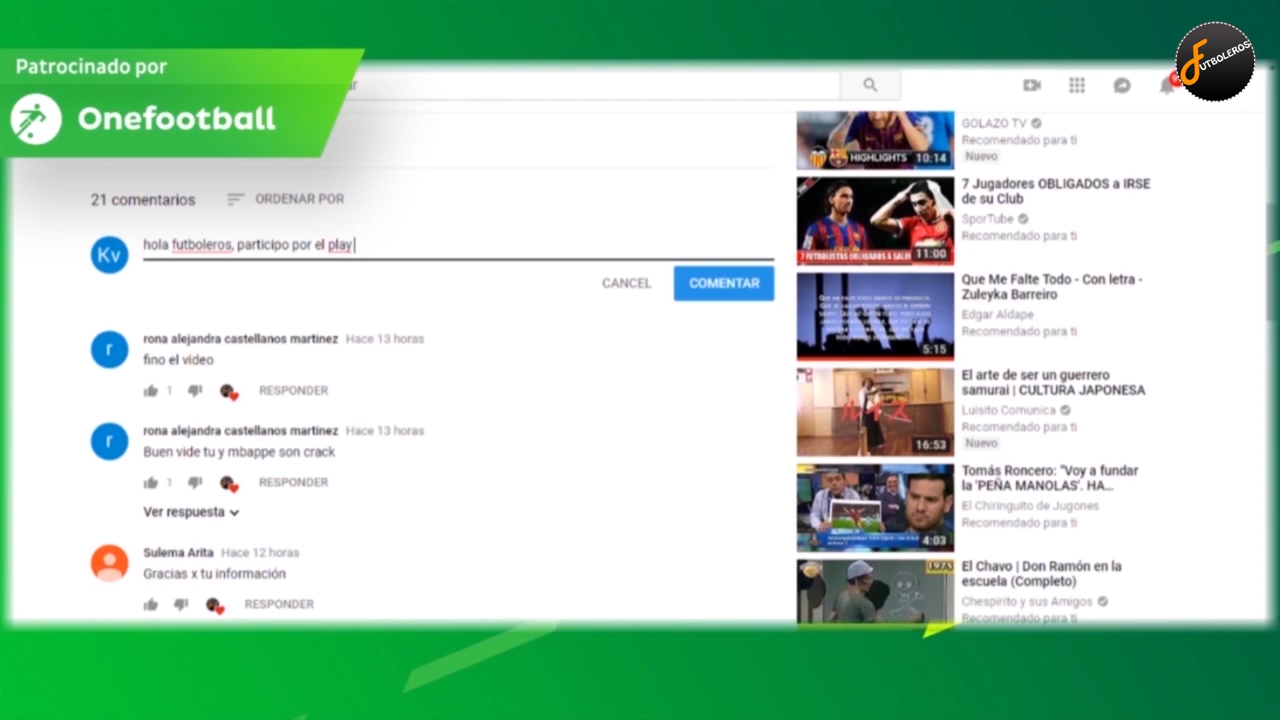 Patrocinado por
Onefootball
FUTBOLEROS
21 comentarios
ORDENAR POR
Kv
hola futboleros, participo por el play
CANCEL
COMENTAR
r
rona alejandra castellanos martinez Hace 13 horas
fino el video
1
RESPONDER
r
rona alejandra castellanos martinez Hace 13 horas
Buen vide tu y mbappe son crack
1
RESPONDER
Ver respuesta
Sulema Arita Hace 12 horas
Gracias x tu información
RESPONDER
HIGHLIGHTS 10:14
GOLAZO TV
Recomendado para ti
Nuevo
7 FUTBOLISTAS OBLIGADOS A SALIR
11:00
7 Jugadores OBLIGADOS a IRSE
de su Club
SporTube
Recomendado para ti
5:15
Que Me Falte Todo - Con letra -
Zuleyka Barreiro
Edgar Aldape
Recomendado para ti
16:53
El arte de ser un guerrero
samurai | CULTURA JAPONESA
Luisito Comunica
Recomendado para ti
Nuevo
4:03
Tomás Roncero: "Voy a fundar
la 'PEÑA MANOLAS'. HA...
El Chiringuito de Jugones
Recomendado para ti
1975
El Chavo | Don Ramón en la
escuela (Completo)
Chespirito y sus Amigos
Recomendado para ti